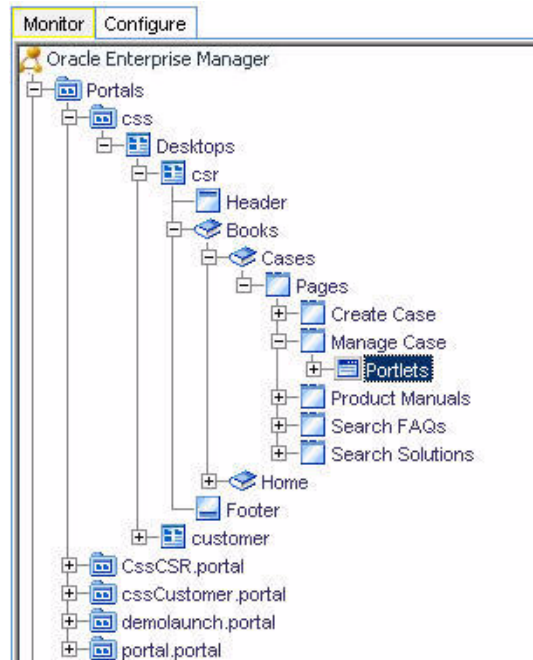 Monitor Configure
Oracle Enterprise Manager
Portals
css
Desktops
csr
Header
Books
Cases
Pages
Create Case
Manage Case
Portlets
Product Manuals
Search FAQs
Search Solutions
Home
Footer
customer
CssCSR.portal
cssCustomer.portal
demolaunch.portal
portal.portal